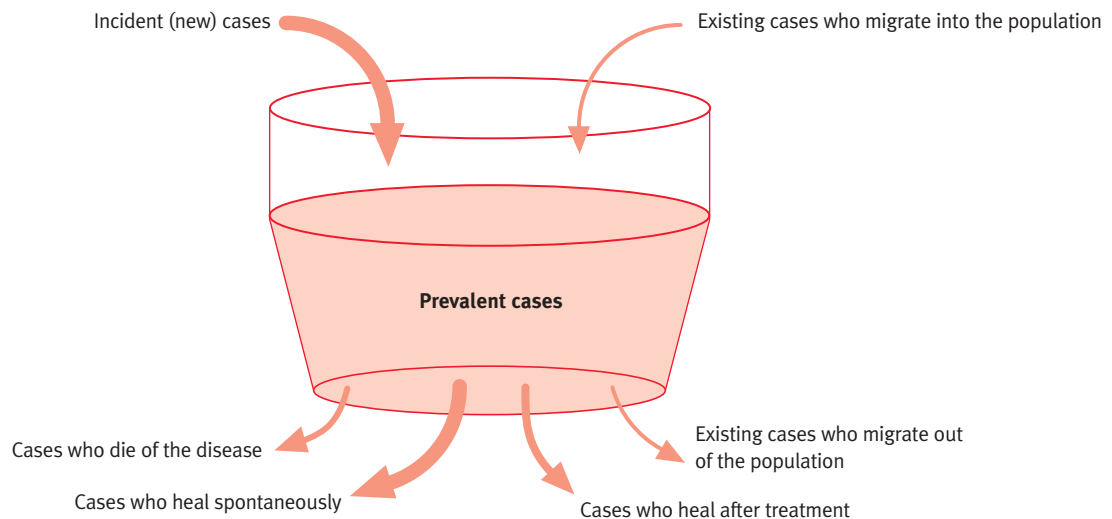 Incident (new) cases
Existing cases who migrate into the population
Prevalent cases
Cases who die of the disease
Existing cases who migrate out
of the population
Cases who heal spontaneously
Cases who heal after treatment